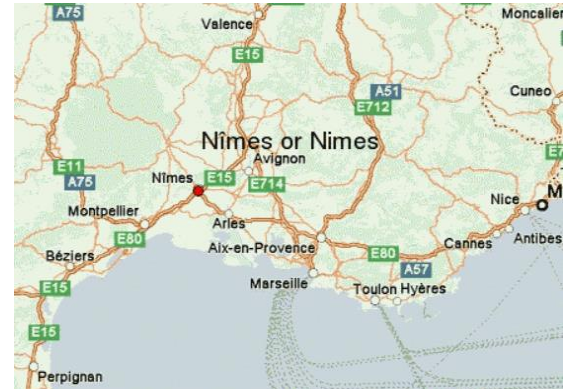 A75
Valence
Moncalier
E15
A51
Cuneo
E712
Nîmes or Nimes
Avignon
E11
A75
Nîmes
E15
E714
E7
Montpellier
Arles
Nice
M
E80
Aix-en-Provence
E80
Cannes
Antibes
Béziers
A57
Marseille
Toulon
Hyères
E15
E15
Perpignan